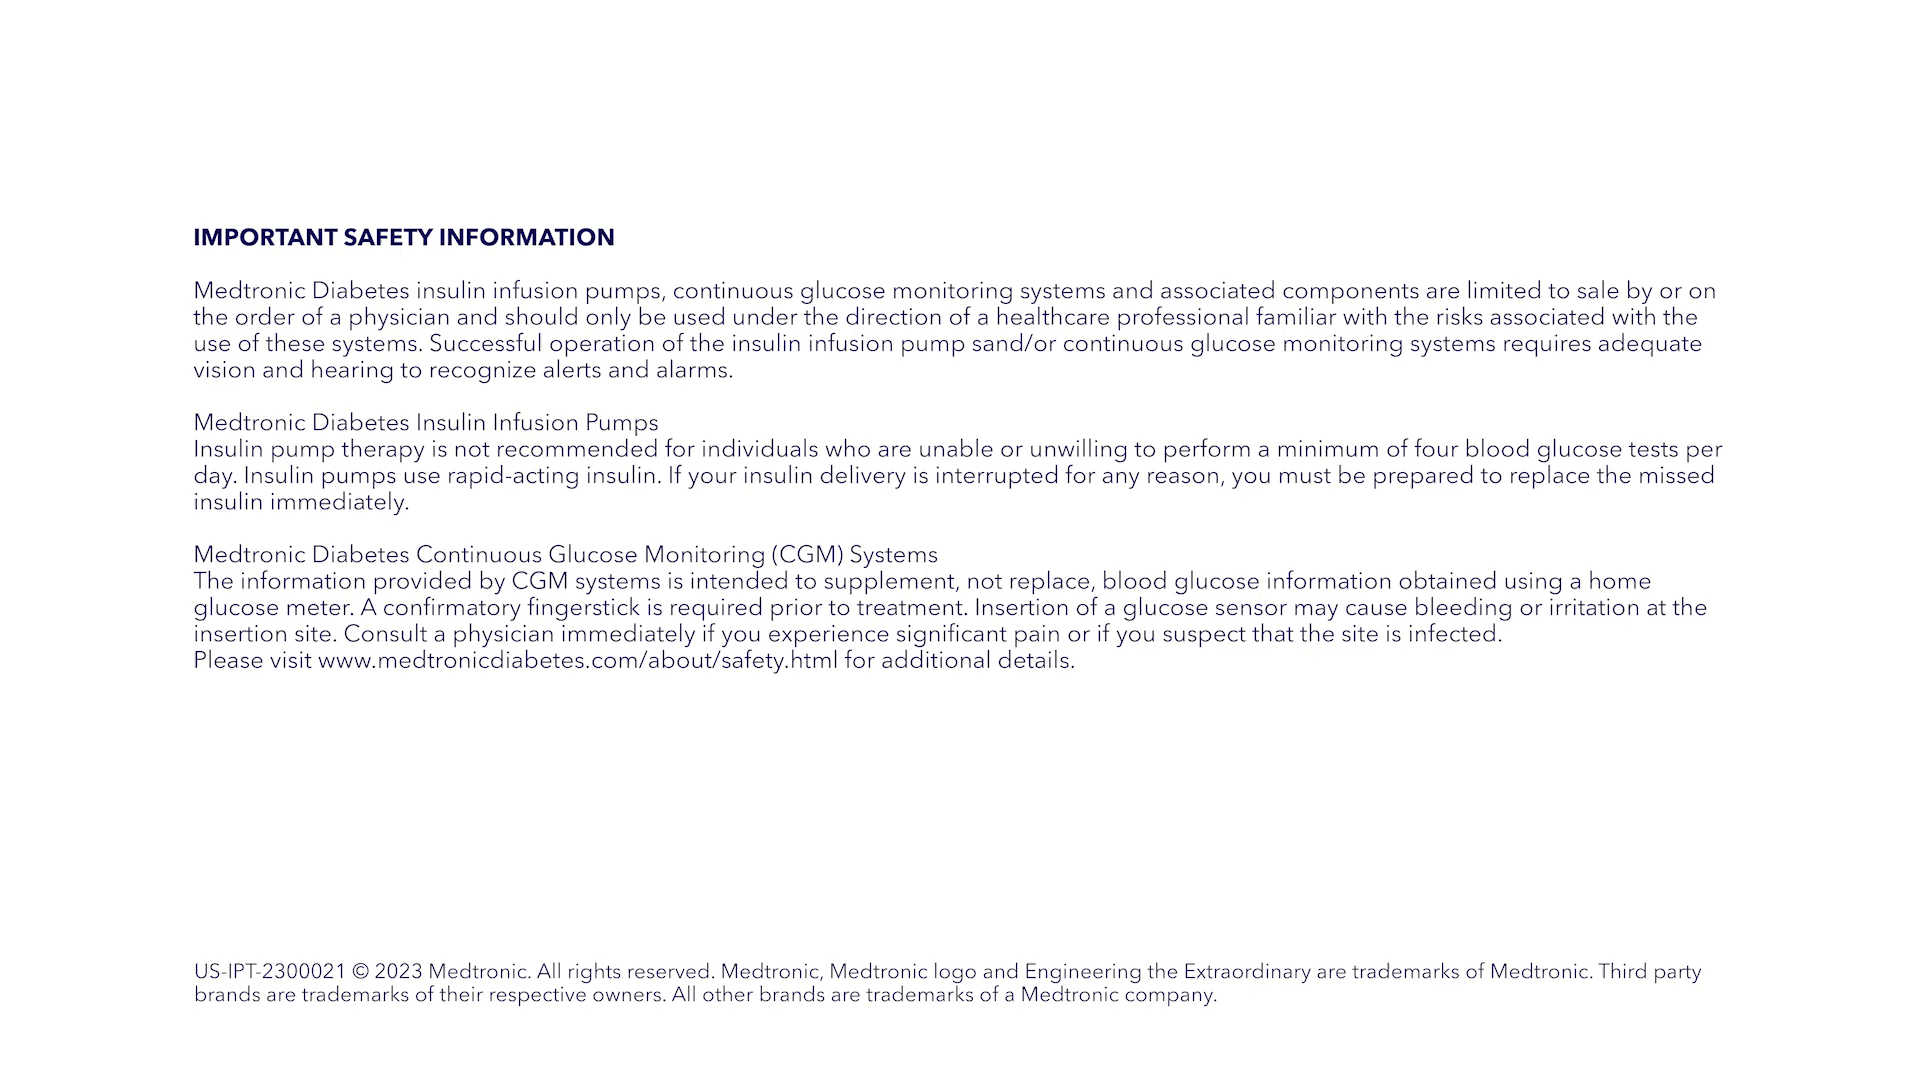 IMPORTANT SAFETY INFORMATION
Medtronic Diabetes insulin infusion pumps, continuous glucose monitoring systems and associated components are limited to sale by or on
the order of a physician and should only be used under the direction of a healthcare professional familiar with the risks associated with the
use of these systems. Successful operation of the insulin infusion pump sand/or continuous glucose monitoring systems requires adequate
vision and hearing to recognize alerts and alarms.
Medtronic Diabetes Insulin Infusion Pumps
Insulin pump therapy is not recommended for individuals who are unable or unwilling to perform a minimum of four blood glucose tests per
day. Insulin pumps use rapid-acting insulin. If your insulin delivery is interrupted for any reason, you must be prepared to replace the missed
insulin immediately.
Medtronic Diabetes Continuous Glucose Monitoring (CGM) Systems
The information provided by CGM systems is intended to supplement, not replace, blood glucose information obtained using a home
glucose meter. A confirmatory fingerstick is required prior to treatment. Insertion of a glucose sensor may cause bleeding or irritation at the
insertion site. Consult a physician immediately if you experience significant pain or if you suspect that the site is infected.
Please visit www.medtronicdiabetes.com/about/safety.html for additional details.
US-IPT-2300021 © 2023 Medtronic. All rights reserved. Medtronic, Medtronic logo and Engineering the Extraordinary are trademarks of Medtronic. Third party
brands are trademarks of their respective owners. All other brands are trademarks of a Medtronic company.